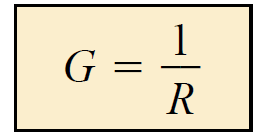 G = 1/R